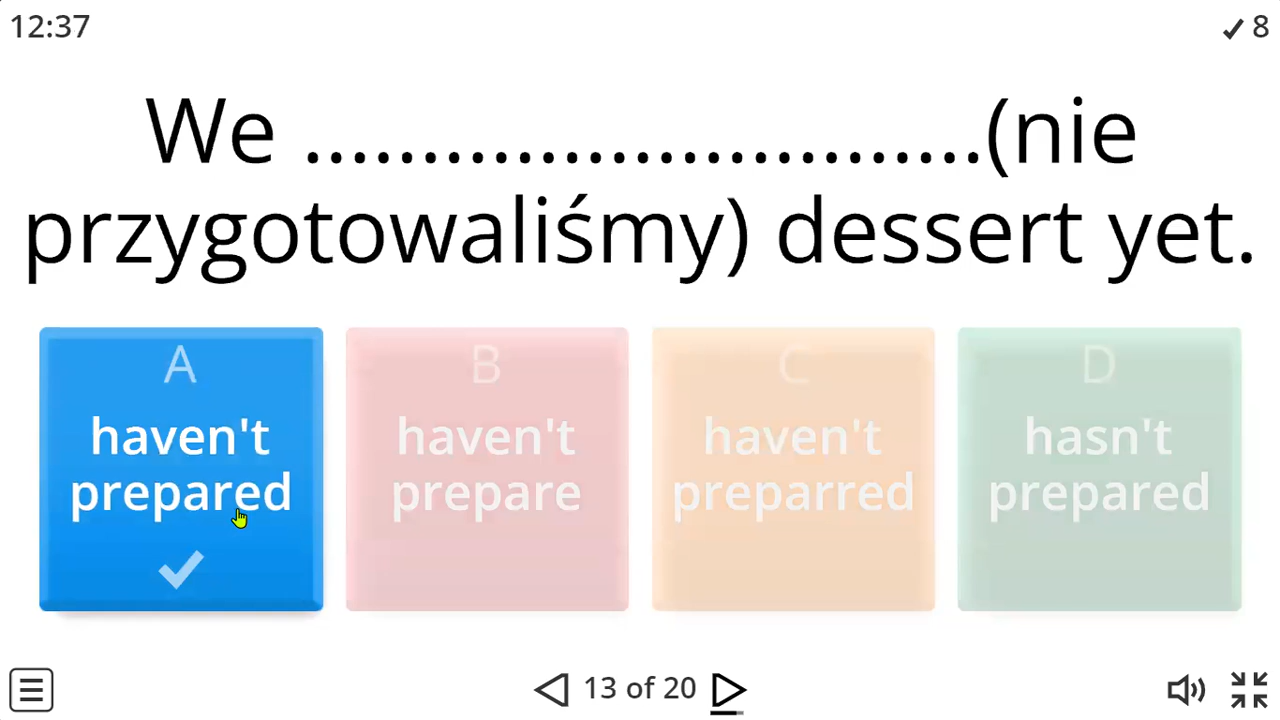 12:37
✓ 8
We ............................(nie
przygotowaliśmy) dessert yet.
A
haven't
prepared
B
haven't
prepare
C
haven't
preparred
D
hasn't
prepared
13 of 20